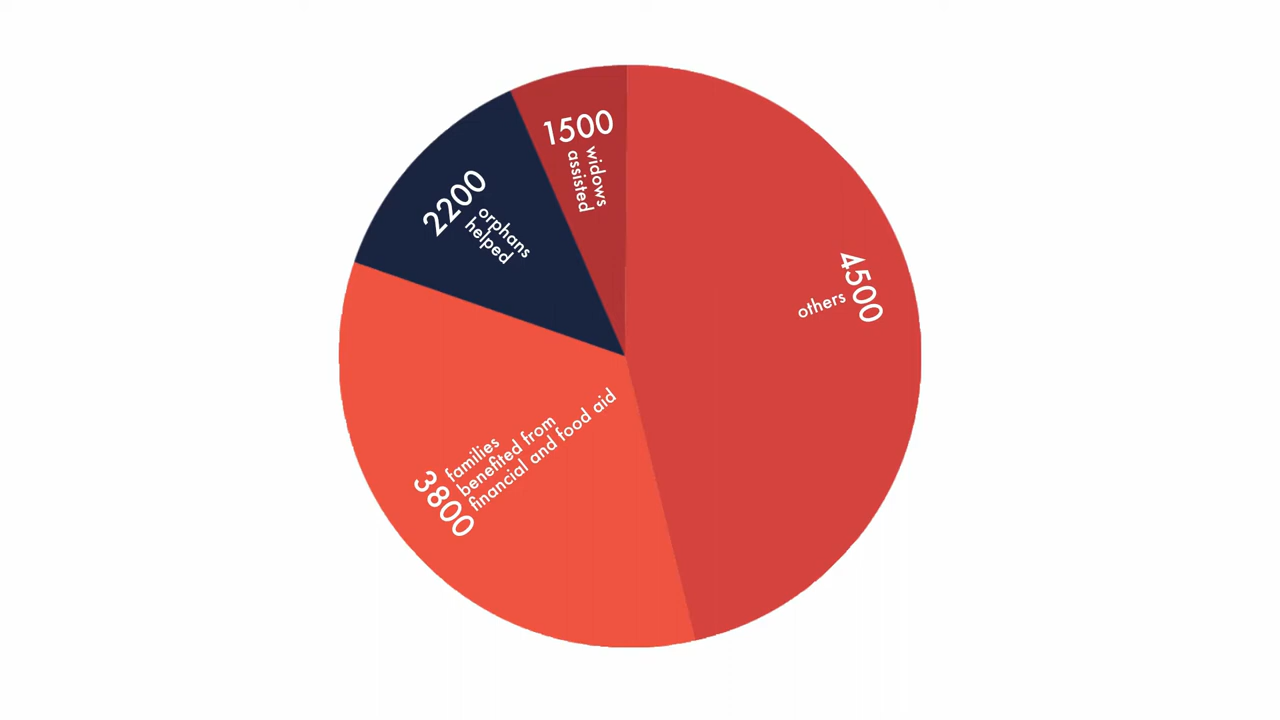 1500
widows
assisted
4500
others
3800
families
benefited from
financial and food aid
2200
orphans
helped